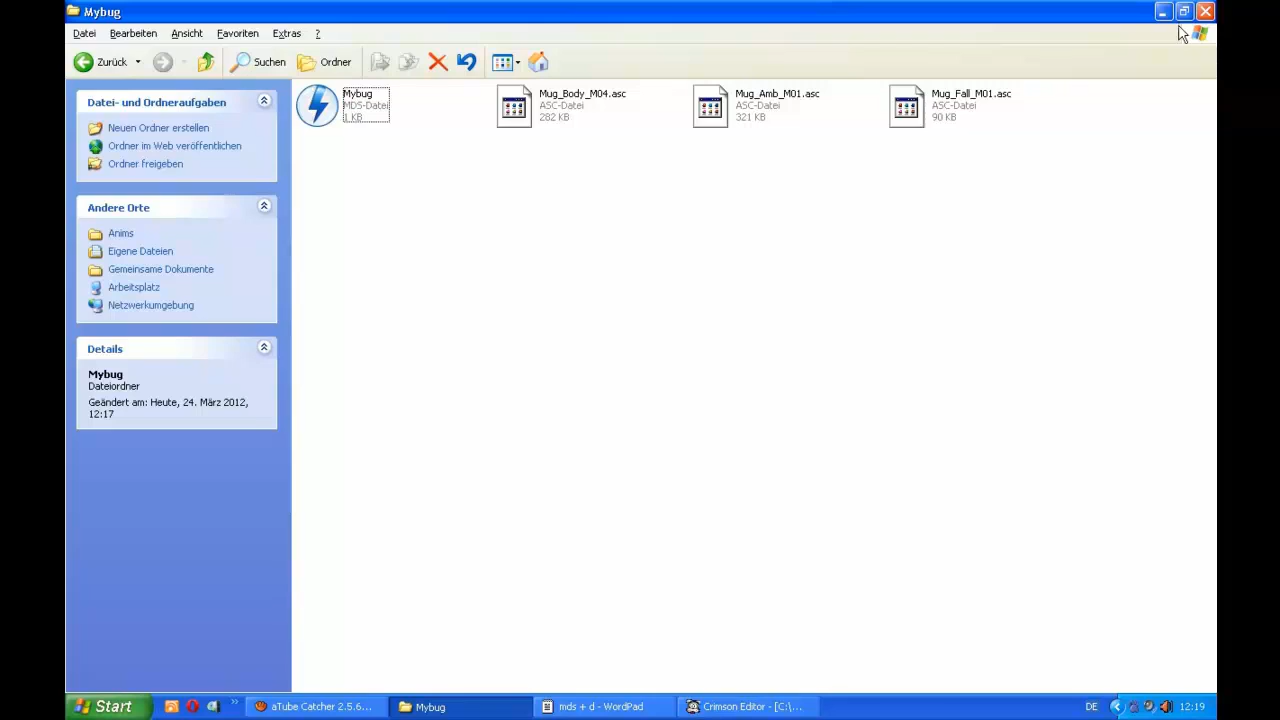 Mybug
Datei Bearbeiten Ansicht Favoriten Extras ?
Zurück Suchen Ordner
Datei- und Ordneraufgaben
Neuen Ordner erstellen
Ordner im Web veröffentlichen
Ordner freigeben
Andere Orte
Anims
Eigene Dateien
Gemeinsame Dokumente
Arbeitsplatz
Netzwerkumgebung
Details
Mybug
Dateiordner
Geändert am: Heute, 24. März 2012,
12:17
Mybug
MDS-Datei
1 KB
Mug_Body_M04.asc
ASC-Datei
282 KB
Mug_Amb_M01.asc
ASC-Datei
321 KB
Mug_Fall_M01.asc
ASC-Datei
90 KB
Start aTube Catcher 2.5.6... Mybug mds + d - WordPad Crimson Editor - [C:\... DE 12:19